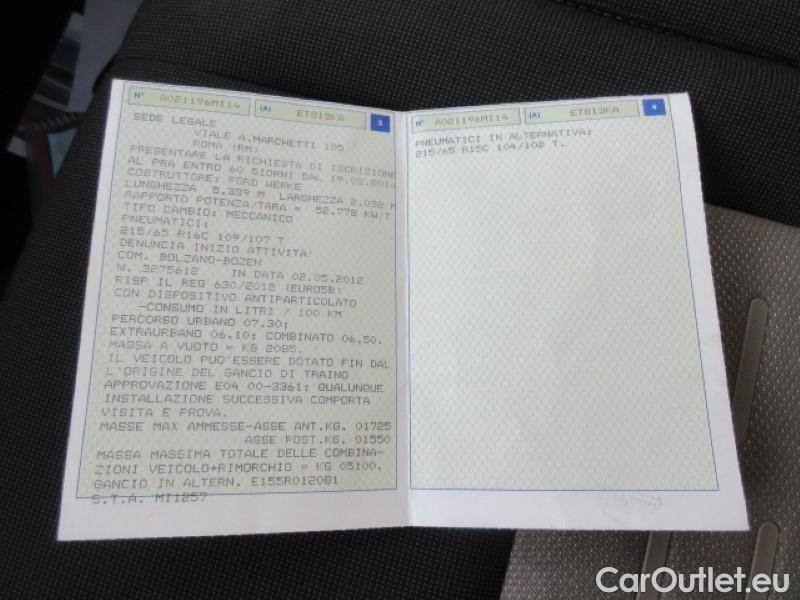 N° A021196MI14 (A) ET813KA 3
SEDE LEGALE
VIALE A.MARCHETTI 105
ROMA (RM)
PRESENTARE LA RICHIESTA DI ISCRIZIONE
AL PRA ENTRO 60 GIORNI DAL 19.02.2014
COSTRUTTORE: FORD WERKE
LUNGHEZZA 5.339 M LARGHEZZA 2.032 M
RAPPORTO POTENZA/TARA = 52.778 KW/T
TIPO CAMBIO: MECCANICO
PNEUMATICI:
215/65 R16C 109/107 T
DENUNCIA INIZIO ATTIVITA'
COM. BOLZANO-BOZEN
N. 3275612 IN DATA 02.05.2012
RISP IL REG 630/2012 (EURO5B)
CON DISPOSITIVO ANTIPARTICOLATO
-CONSUMO IN LITRI / 100 KM
PERCORSO URBANO 07.30;
EXTRAURBANO 06.10; COMBINATO 06.50.
MASSA A VUOTO = KG 2085.
IL VEICOLO PUO'ESSERE DOTATO FIN DAL
L'ORIGINE DEL GANCIO DI TRAINO
APPROVAZIONE E04 00-3361; QUALUNQUE
INSTALLAZIONE SUCCESSIVA COMPORTA
VISITA E PROVA.
MASSE MAX AMMESSE-ASSE ANT.KG. 01725
ASSE POST.KG. 01550
MASSA MASSIMA TOTALE DELLE COMBINA-
ZIONI VEICOLO+RIMORCHIO = KG 05100.
GANCIO IN ALTERN. E155R012081
S.T.A. MI1257
N° A021196MI14 (A) ET813KA 4
PNEUMATICI IN ALTERNATIVA:
215/65 R15C 104/102 T.
CarOutlet.eu